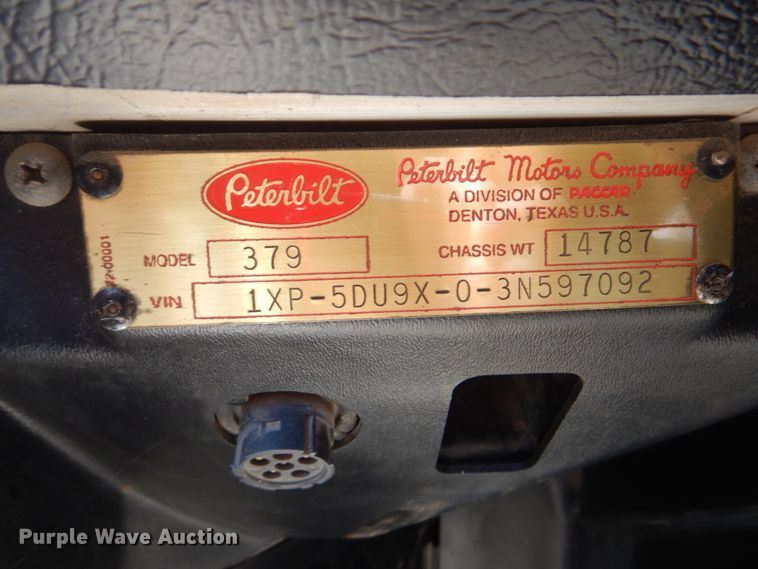 Peterbilt
Peterbilt Motors Company
A DIVISION OF PACCAR
DENTON, TEXAS U.S.A.
MODEL 379
CHASSIS WT 14787
VIN 1XP-5DU9X-0-3N597092
Purple Wave Auction